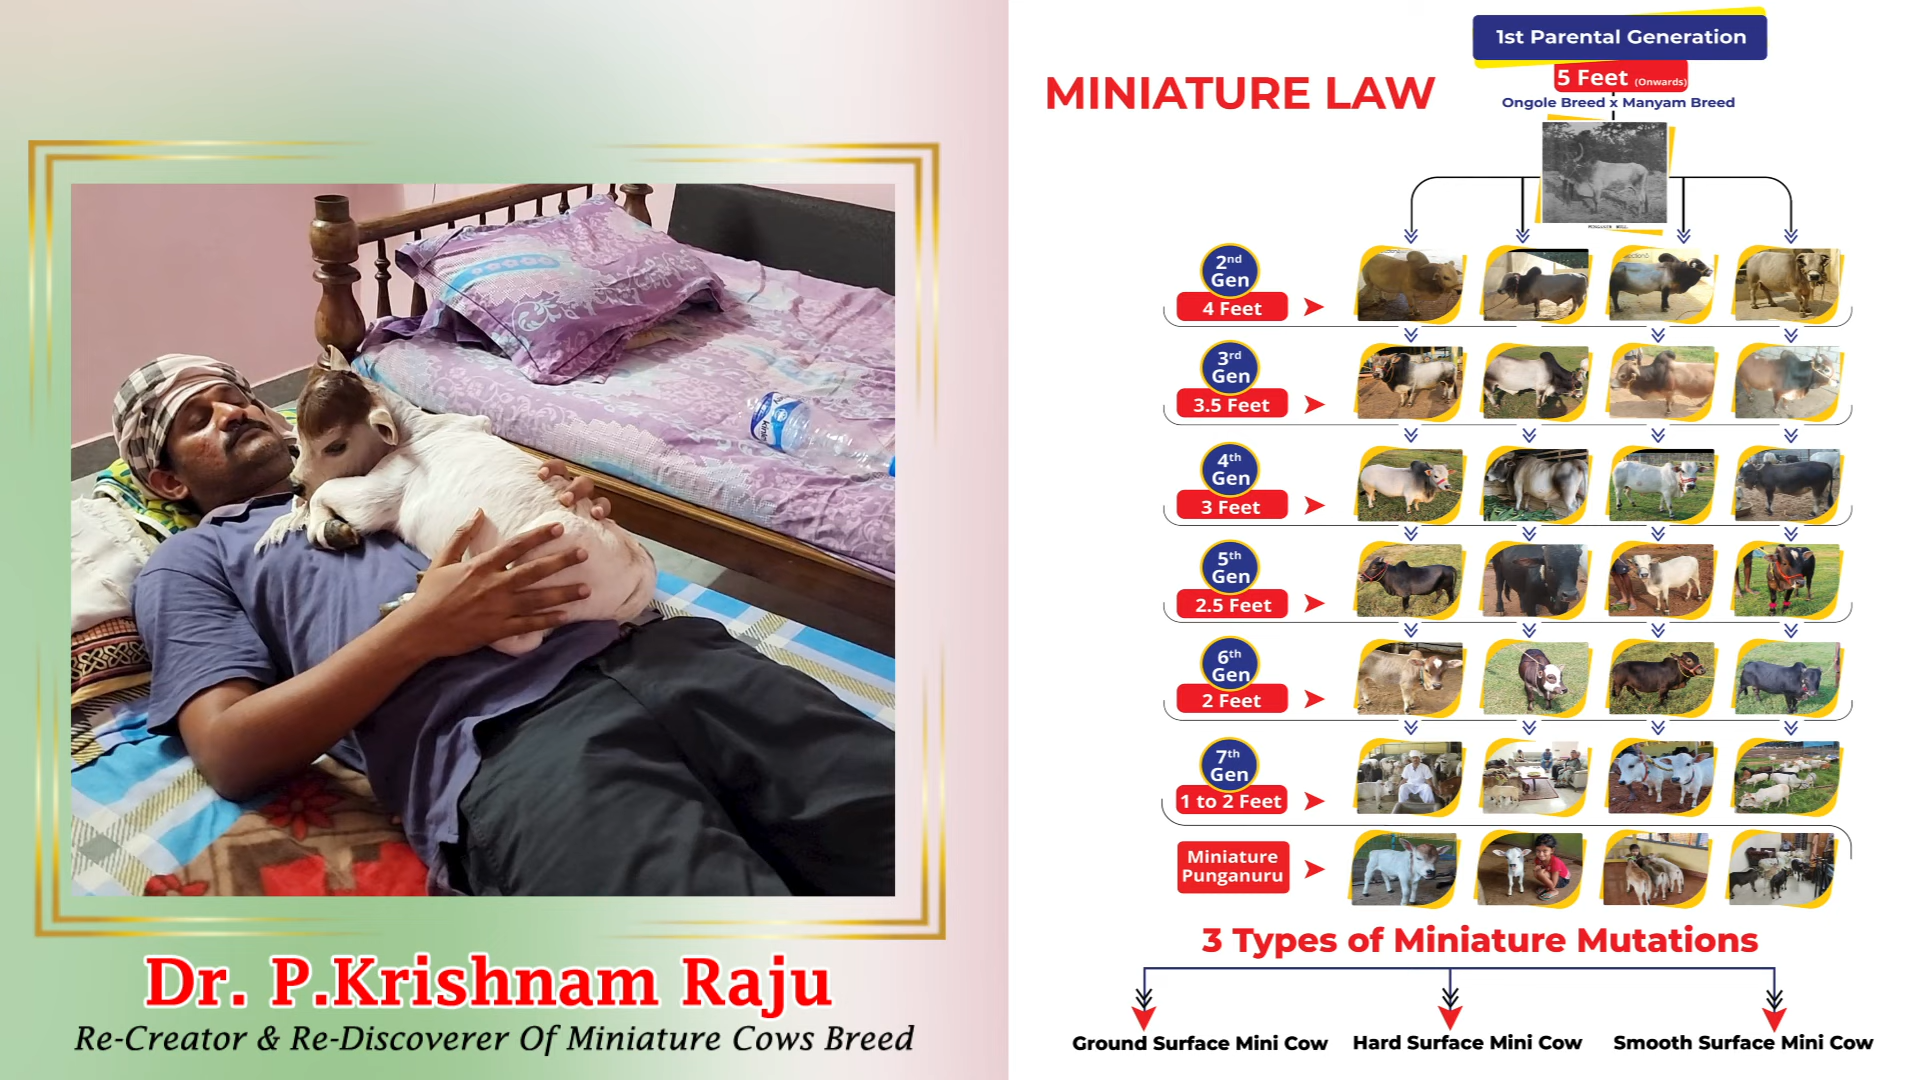 Dr. P.Krishnam Raju
Re-Creator & Re-Discoverer Of Miniature Cows Breed
MINIATURE LAW
1st Parental Generation
5 Feet (Onwards)
Ongole Breed x Manyam Breed
2nd
Gen
4 Feet
3rd
Gen
3.5 Feet
4th
Gen
3 Feet
5th
Gen
2.5 Feet
6th
Gen
2 Feet
7th
Gen
1 to 2 Feet
Miniature
Punganuru
3 Types of Miniature Mutations
Ground Surface Mini Cow
Hard Surface Mini Cow
Smooth Surface Mini Cow